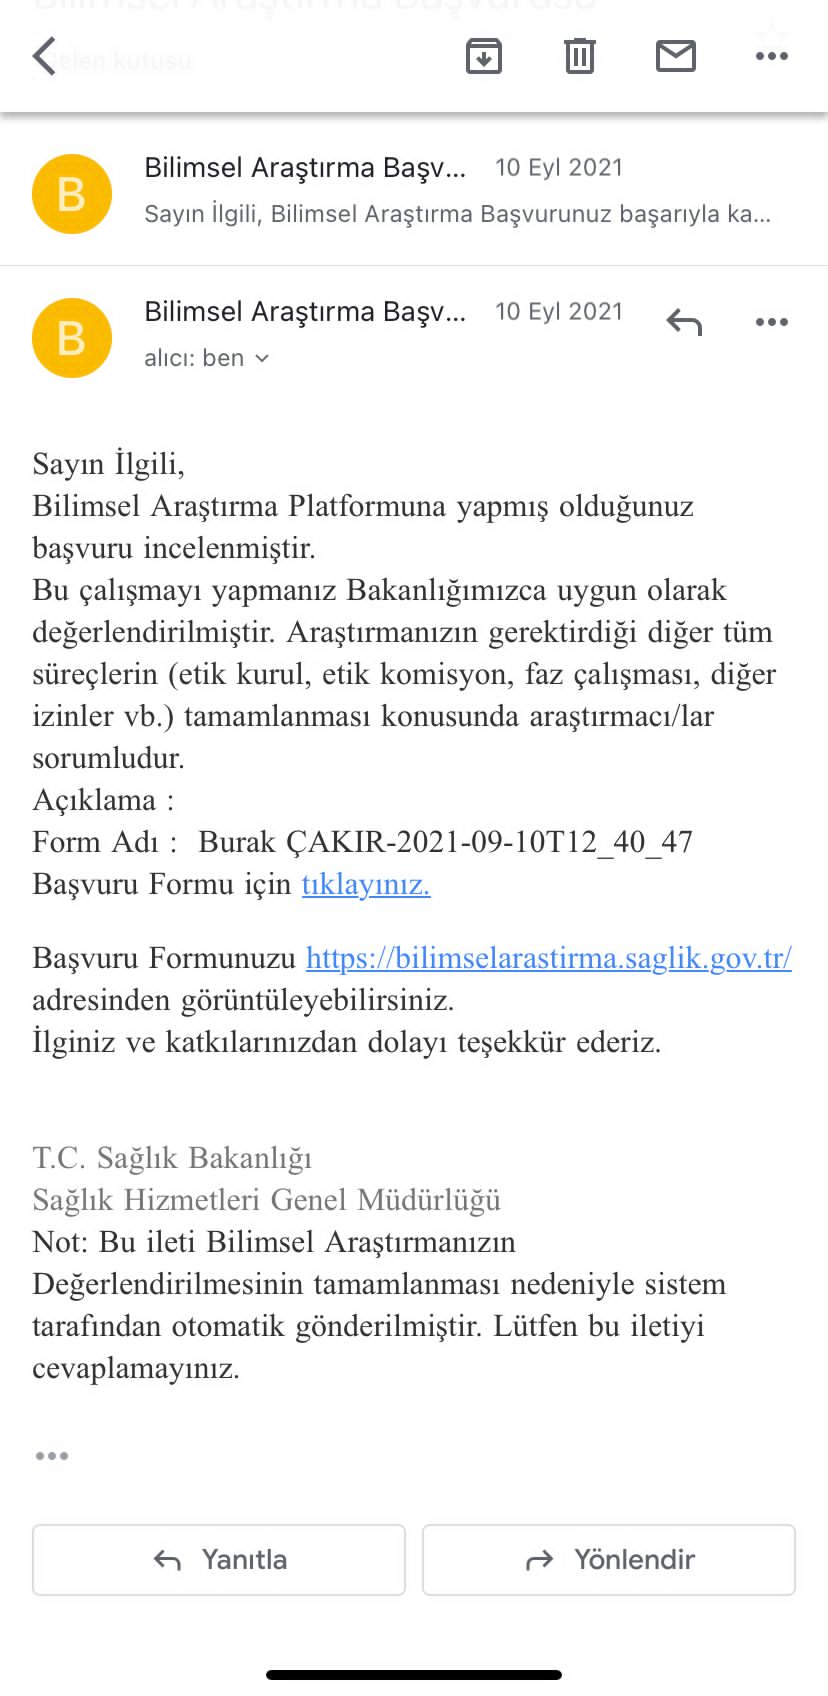 Bilimsel Araştırma Başvurusu
Gelen kutusu
B
Bilimsel Araştırma Başv... 10 Eyl 2021
Sayın İlgili, Bilimsel Araştırma Başvurunuz başarıyla ka...
B
Bilimsel Araştırma Başv... 10 Eyl 2021
alıcı: ben
Sayın İlgili,
Bilimsel Araştırma Platformuna yapmış olduğunuz
başvuru incelenmiştir.
Bu çalışmayı yapmanız Bakanlığımızca uygun olarak
değerlendirilmiştir. Araştırmanızın gerektirdiği diğer tüm
süreçlerin (etik kurul, etik komisyon, faz çalışması, diğer
izinler vb.) tamamlanması konusunda araştırmacı/lar
sorumludur.
Açıklama :
Form Adı : Burak ÇAKIR-2021-09-10T12_40_47
Başvuru Formu için tıklayınız.
Başvuru Formunuzu https://bilimselarastirma.saglik.gov.tr/
adresinden görüntüleyebilirsiniz.
İlginiz ve katkılarınızdan dolayı teşekkür ederiz.
T.C. Sağlık Bakanlığı
Sağlık Hizmetleri Genel Müdürlüğü
Not: Bu ileti Bilimsel Araştırmanızın
Değerlendirilmesinin tamamlanması nedeniyle sistem
tarafından otomatik gönderilmiştir. Lütfen bu iletiyi
cevaplamayınız.
Yanıtla
Yönlendir